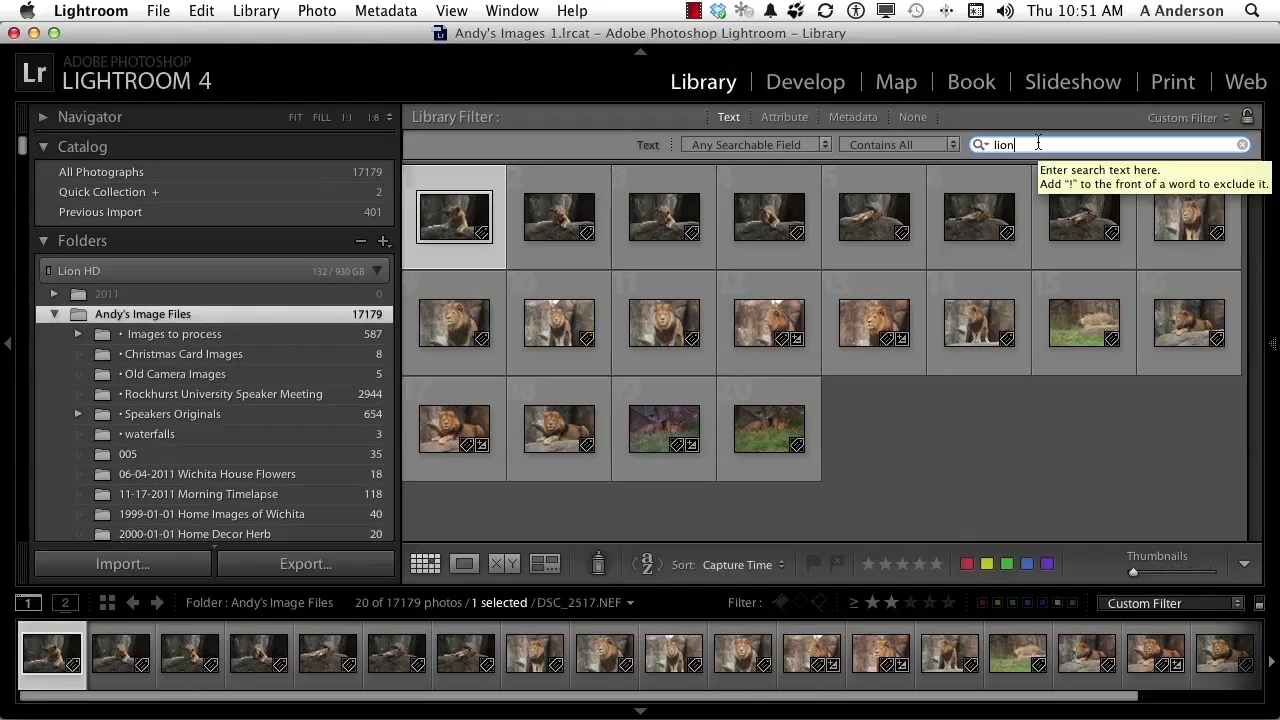 Lightroom File Edit Library Photo Metadata View Window Help Thu 10:51 AM A Anderson
Andy's Images 1.lrcat – Adobe Photoshop Lightroom – Library
Lr ADOBE PHOTOSHOP
LIGHTROOM 4
Library | Develop | Map | Book | Slideshow | Print | Web
Navigator FIT FILL 1:1 1:8
Library Filter : Text Attribute Metadata None Custom Filter
Catalog
Text Any Searchable Field Contains All lion
All Photographs 17179
Quick Collection + 2
Previous Import 401
Enter search text here.
Add “!” to the front of a word to exclude it.
Folders
Lion HD 132 / 930 GB
2011 0
Andy's Image Files 17179
• Images to process 587
• Christmas Card Images 8
• Old Camera Images 5
• Rockhurst University Speaker Meeting 2944
• Speakers Originals 654
• waterfalls 3
005 35
06-04-2011 Wichita House Flowers 18
11-17-2011 Morning Timelapse 118
1999-01-01 Home Images of Wichita 40
2000-01-01 Home Decor Herb 20
Import... Export...
XY Sort: Capture Time Thumbnails
1 2 Folder : Andy's Image Files 20 of 17179 photos / 1 selected / DSC_2517.NEF Filter : ≥ Custom Filter